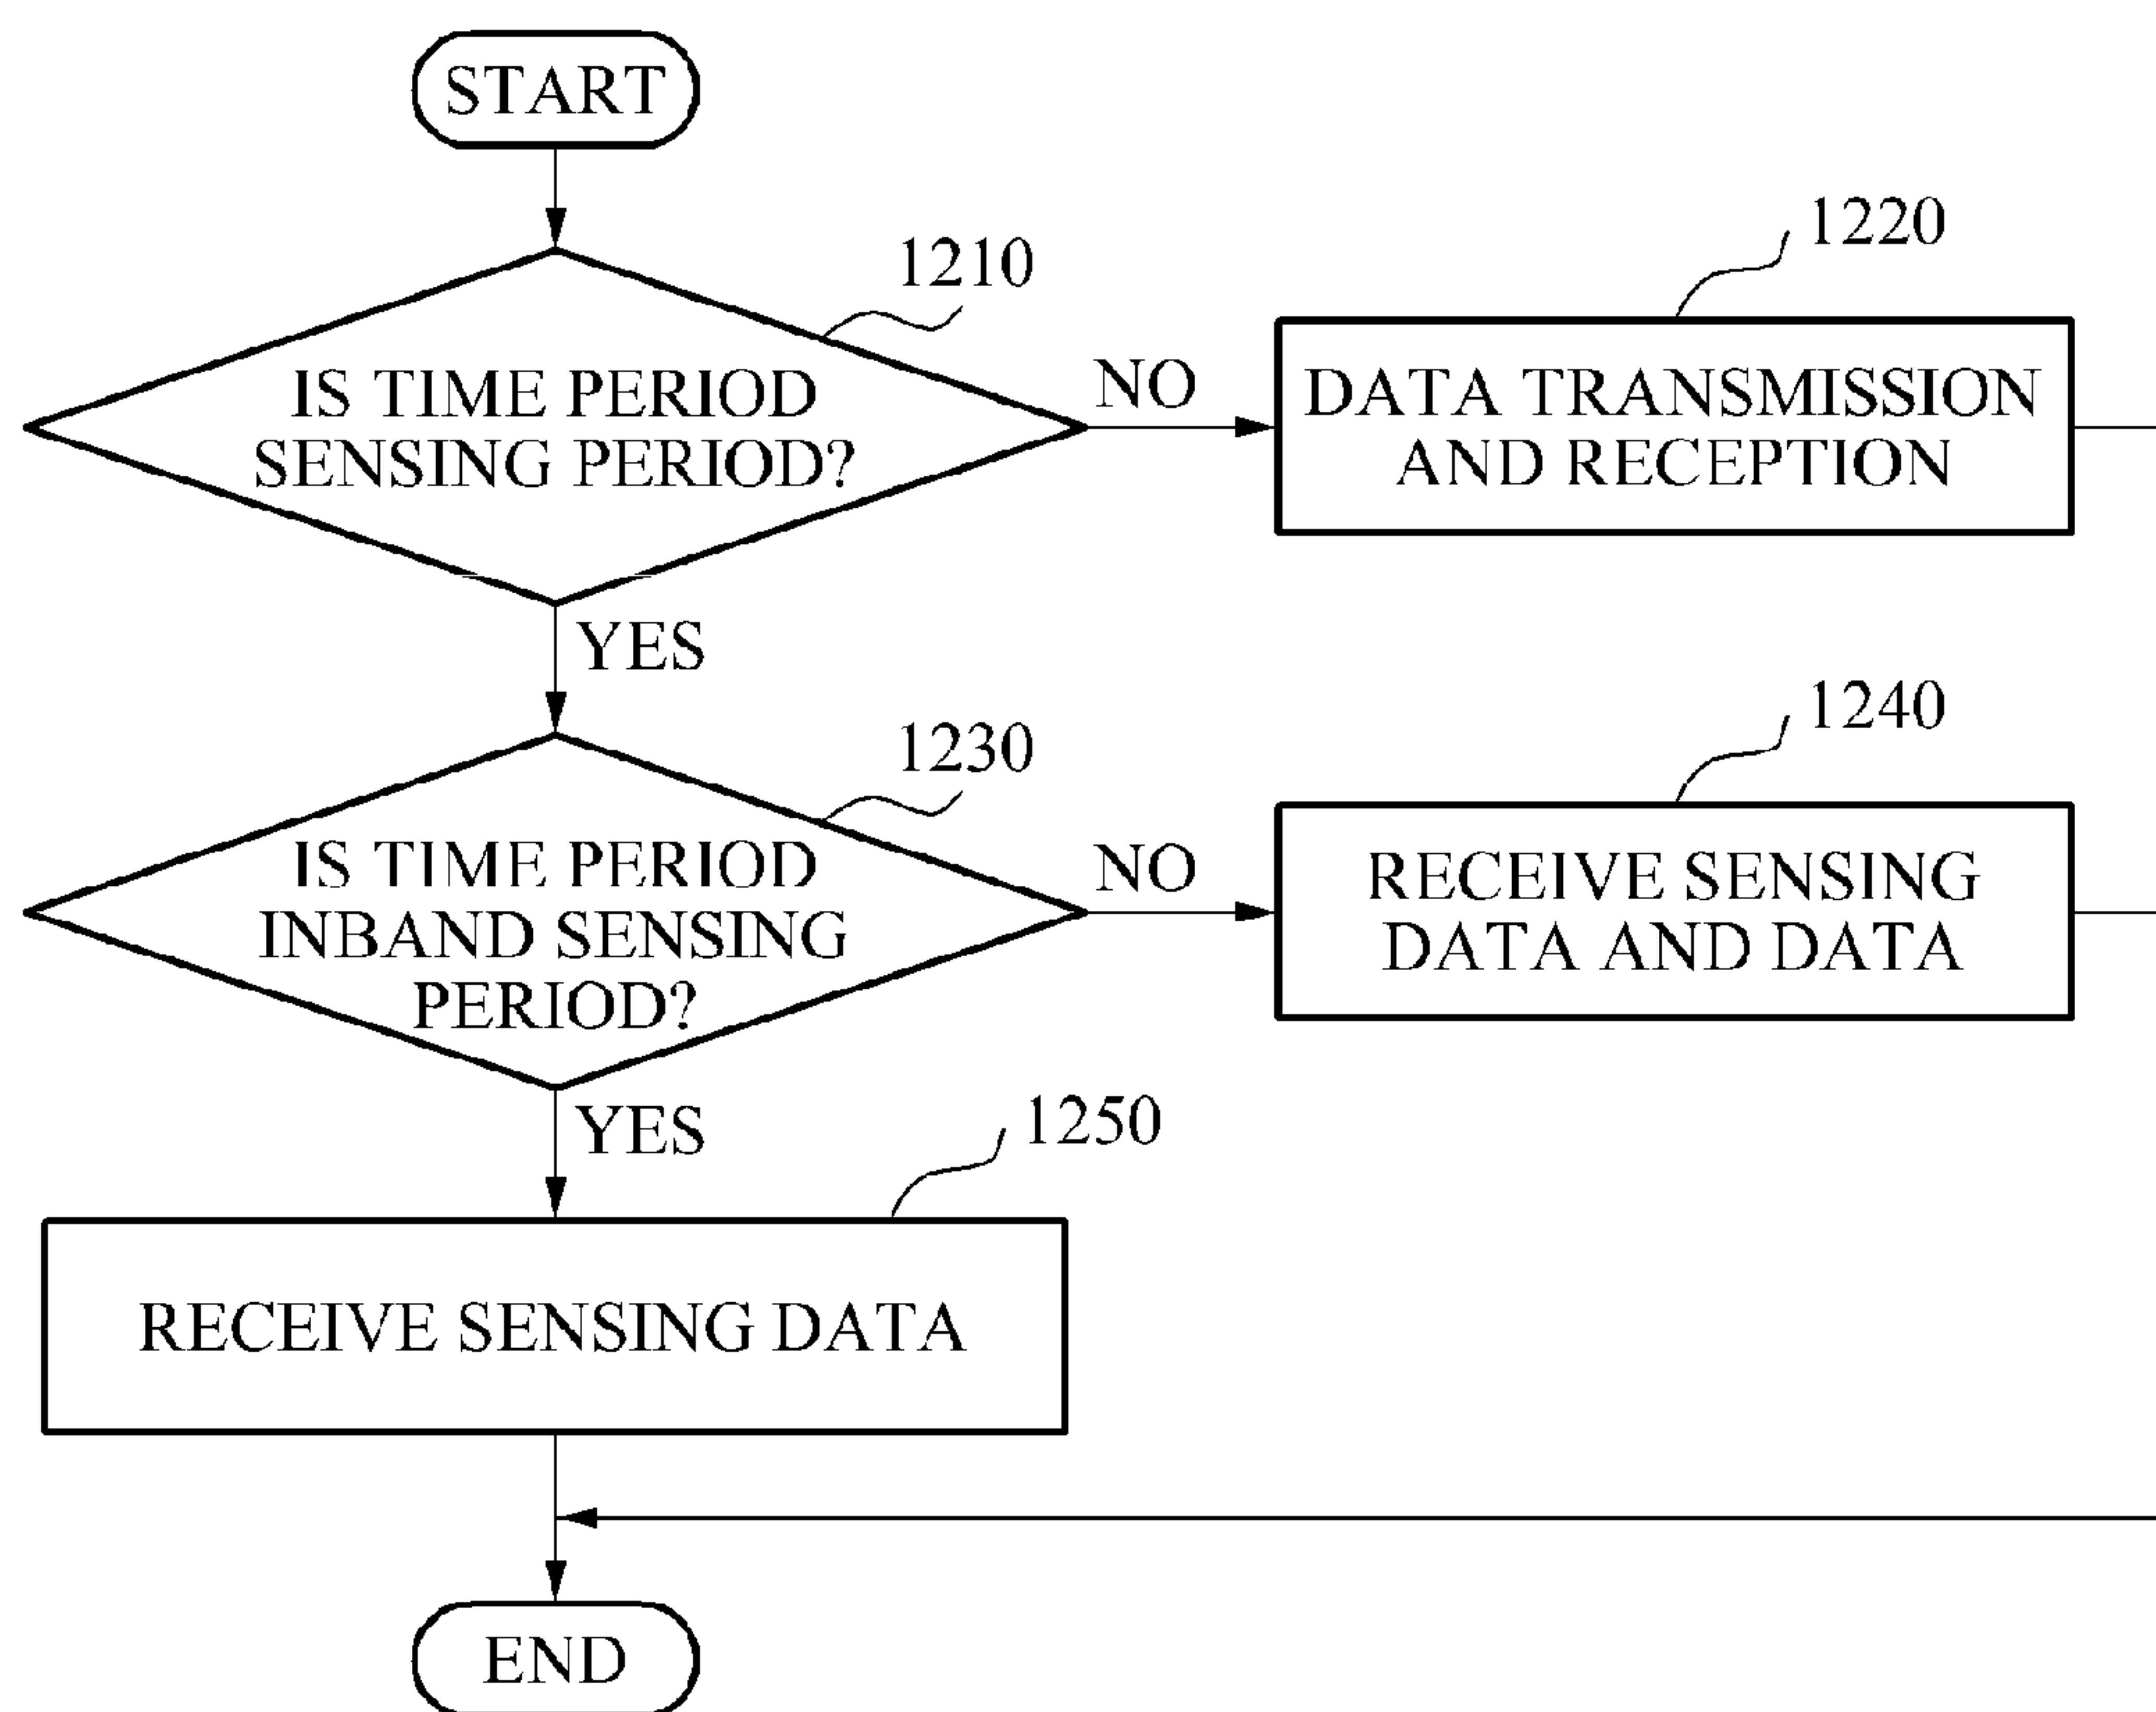 START
1210
IS TIME PERIOD
SENSING PERIOD?
NO
1220
DATA TRANSMISSION
AND RECEPTION
YES
1230
IS TIME PERIOD
INBAND SENSING
PERIOD?
NO
1240
RECEIVE SENSING
DATA AND DATA
YES
1250
RECEIVE SENSING DATA
END